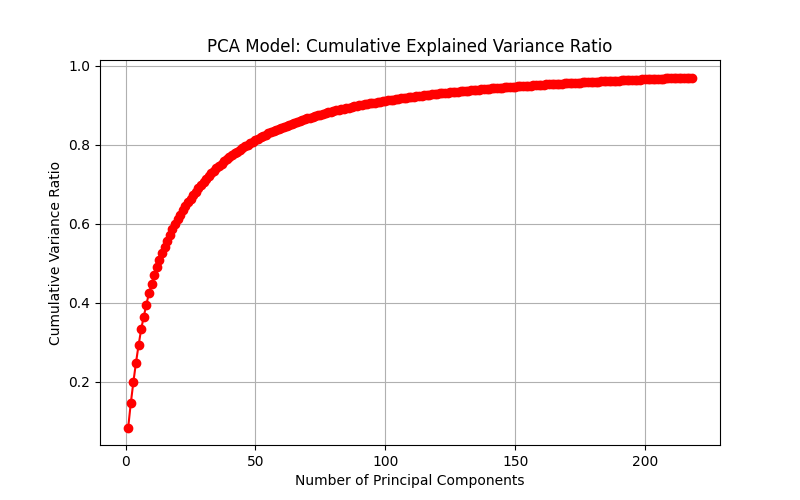 PCA Model: Cumulative Explained Variance Ratio
1.0
0.8
0.6
0.4
0.2
Cumulative Variance Ratio
0 50 100 150 200
Number of Principal Components